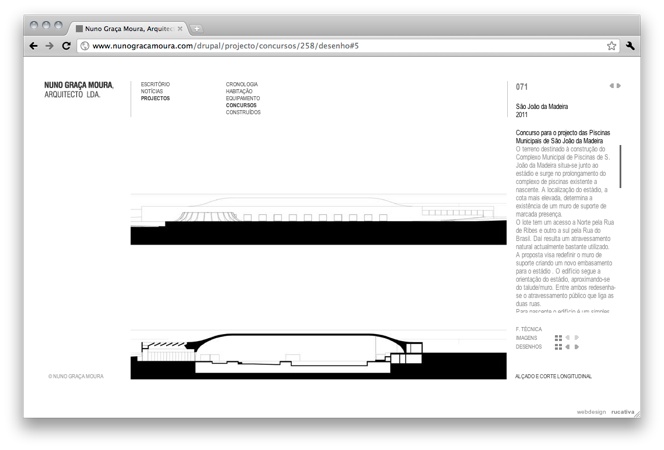 Nuno Graça Moura, Arquitec
www.nunogracamoura.com/drupal/projecto/concursos/258/desenho#5
NUNO GRAÇA MOURA,
ARQUITECTO LDA.
ESCRITÓRIO
NOTÍCIAS
PROJECTOS
CRONOLOGIA
HABITAÇÃO
EQUIPAMENTO
CONCURSOS
CONSTRUÍDOS
071
São João da Madeira
2011
Concurso para o projecto das Piscinas
Municipais de São João da Madeira
O terreno destinado à construção do
Complexo Municipal de Piscinas de S.
João da Madeira situa-se junto ao
estádio e surge no prolongamento do
complexo de piscinas existente a
nascente. A localização do estádio, a
cota mais elevada, determina a
existência de um muro de suporte de
marcada presença.
O lote tem um acesso a Norte pela Rua
de Ribes e outro a sul pela Rua do
Brasil. Daí resulta um atravessamento
natural actualmente bastante utilizado.
A proposta visa redefinir o muro de
suporte criando um novo embasamento
para o estádio . O edifício segue a
orientação do estádio, aproximando-se
do talude/muro. Entre ambos redesenha-
se o atravessamento público que liga as
duas ruas.
Para nascente o edifício é um simples
F. TÉCNICA
IMAGENS
DESENHOS
© NUNO GRAÇA MOURA
ALÇADO E CORTE LONGITUDINAL
webdesign rucativa